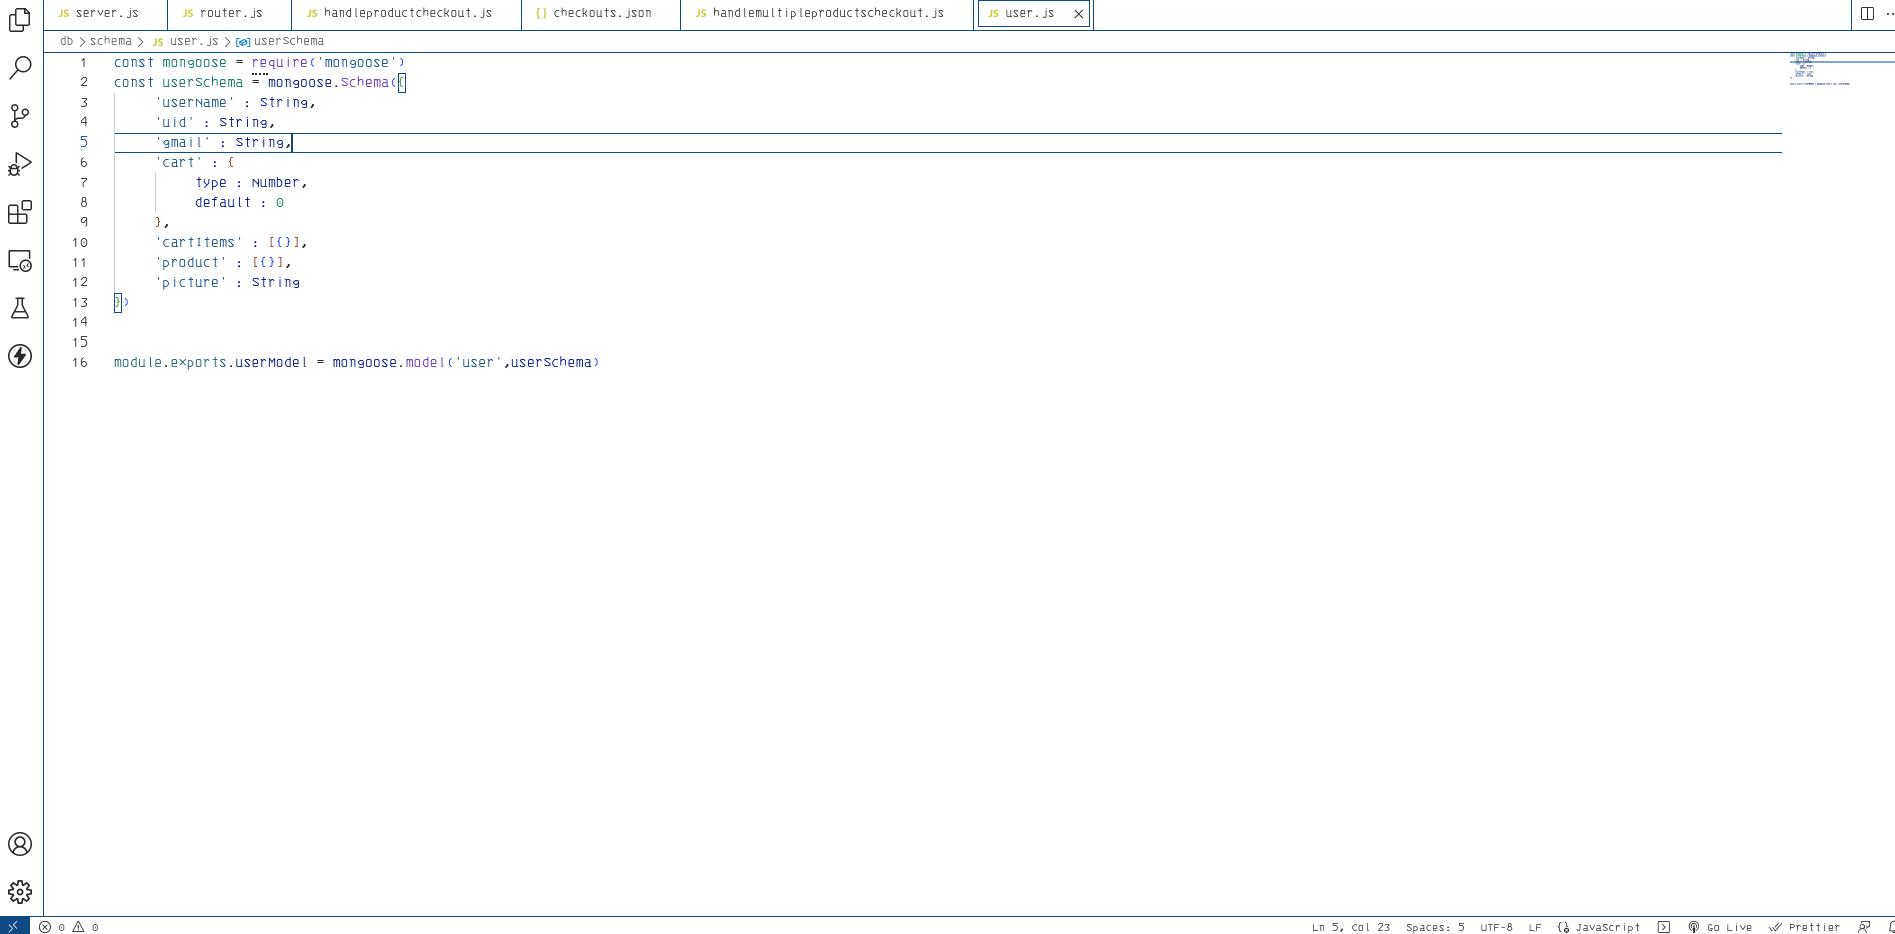 JS server.js JS router.js JS handleproductcheckout.js {} checkouts.json JS handlemultipleproductscheckout.js JS user.js
db > schema > JS user.js > userSchema
1 const mongoose = require('mongoose')
2 const userSchema = mongoose.Schema({
3 'userName' : String,
4 'uid' : String,
5 'gmail' : String,
6 'cart' : {
7 type : Number,
8 default : 0
9 },
10 'cartItems' : [{}],
11 'product' : [{}],
12 'picture' : String
13 })
14
15
16 module.exports.userModel = mongoose.model('user',userSchema)
0 0 Ln 5, Col 23 Spaces: 5 UTF-8 LF JavaScript Go Live Prettier